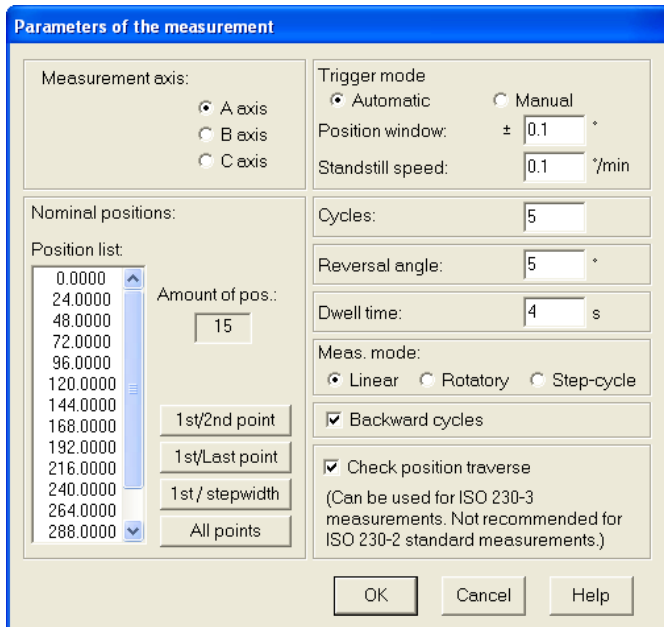 Parameters of the measurement
Measurement axis:
A axis
B axis
C axis
Nominal positions:
Position list:
0.0000
24.0000
48.0000
72.0000
96.0000
120.0000
144.0000
168.0000
192.0000
216.0000
240.0000
264.0000
288.0000
Amount of pos.:
15
1st/2nd point
1st/Last point
1st / stepwidth
All points
Trigger mode
Automatic Manual
Position window: ± 0.1 °
Standstill speed: 0.1 °/min
Cycles: 5
Reversal angle: 5 °
Dwell time: 4 s
Meas. mode:
Linear Rotatory Step-cycle
Backward cycles
Check position traverse
(Can be used for ISO 230-3
measurements. Not recommended for
ISO 230-2 standard measurements.)
OK Cancel Help